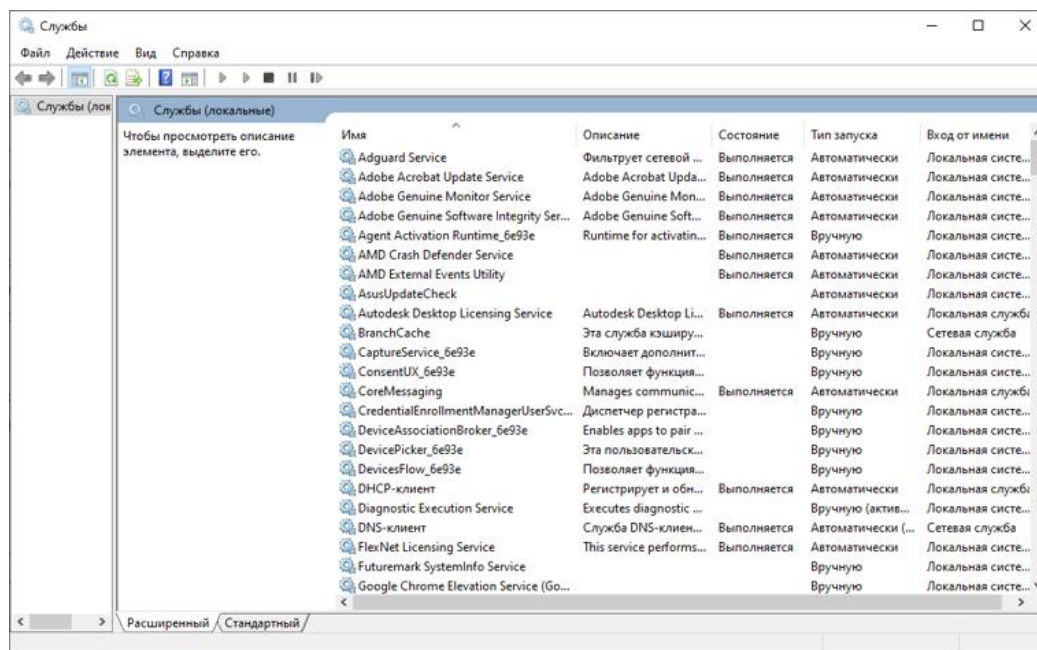 Службы
Файл Действие Вид Справка
Службы (лок
Службы (локальные)
Чтобы просмотреть описание
элемента, выделите его.
Имя Описание Состояние Тип запуска Вход от имени
Adguard Service Фильтрует сетевой ... Выполняется Автоматически Локальная систе...
Adobe Acrobat Update Service Adobe Acrobat Upda... Выполняется Автоматически Локальная систе...
Adobe Genuine Monitor Service Adobe Genuine Mon... Выполняется Автоматически Локальная систе...
Adobe Genuine Software Integrity Ser... Adobe Genuine Soft... Выполняется Автоматически Локальная систе...
Agent Activation Runtime_6e93e Runtime for activatin... Выполняется Вручную Локальная систе...
AMD Crash Defender Service Выполняется Автоматически Локальная систе...
AMD External Events Utility Выполняется Автоматически Локальная систе...
AsusUpdateCheck Автоматически Локальная систе...
Autodesk Desktop Licensing Service Autodesk Desktop Li... Выполняется Автоматически Локальная служба
BranchCache Эта служба кэширу... Вручную Сетевая служба
CaptureService_6e93e Включает дополнит... Вручную Локальная систе...
ConsentUX_6e93e Позволяет функция... Вручную Локальная систе...
CoreMessaging Manages communic... Выполняется Автоматически Локальная служба
CredentialEnrollmentManagerUserSvc... Диспетчер регистра... Вручную Локальная систе...
DeviceAssociationBroker_6e93e Enables apps to pair ... Вручную Локальная систе...
DevicePicker_6e93e Эта пользовательск... Вручную Локальная систе...
DevicesFlow_6e93e Позволяет функция... Вручную Локальная систе...
DHCP-клиент Регистрирует и обн... Выполняется Автоматически Локальная служба
Diagnostic Execution Service Executes diagnostic ... Вручную (актив... Локальная систе...
DNS-клиент Служба DNS-клиен... Выполняется Автоматически (... Сетевая служба
FlexNet Licensing Service This service performs... Выполняется Автоматически Локальная систе...
Futuremark SystemInfo Service Вручную Локальная систе...
Google Chrome Elevation Service (Go... Вручную Локальная систе...
Расширенный Стандартный